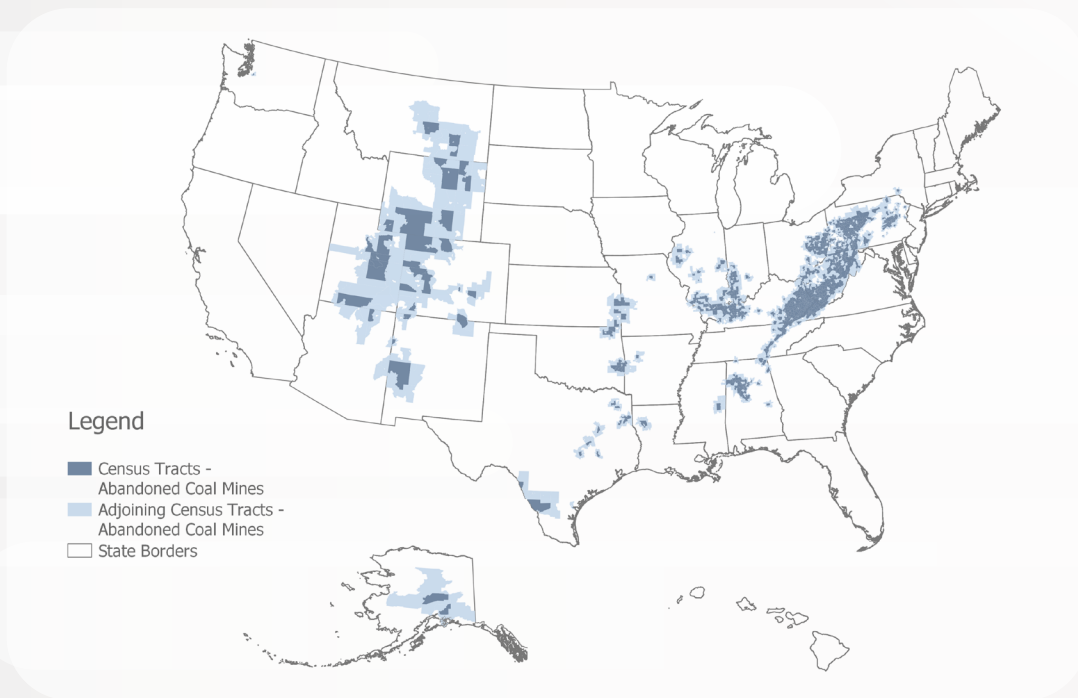 Legend
Census Tracts -
Abandoned Coal Mines
Adjoining Census Tracts -
Abandoned Coal Mines
State Borders